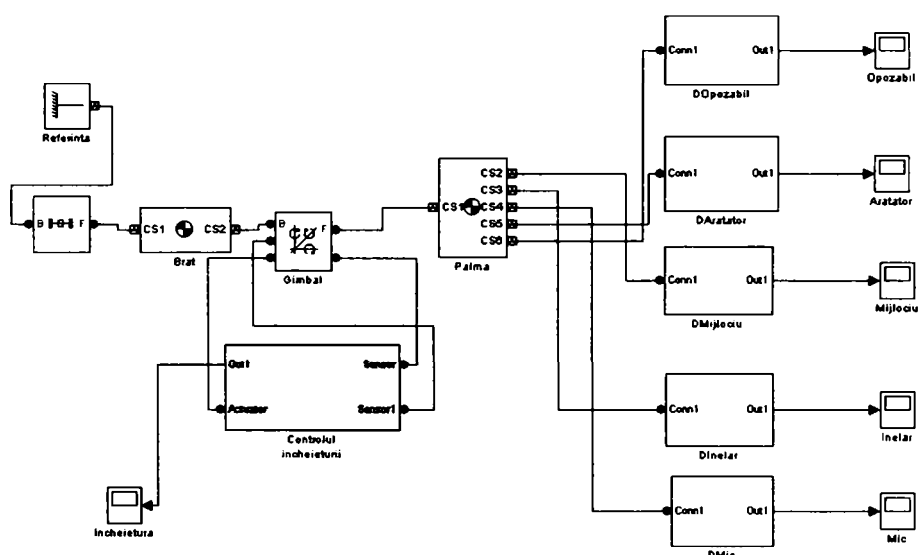 Conn1 Out1
DOpozabil
Opozabil
Referinta
Conn1 Out1
DAratator
Aratator
B F
CS1 CS2
Brat
B F
Gimbal
CS1
CS2
CS3
CS4
CS5
CS6
Palma
Conn1 Out1
DMijlociu
Mijlociu
Out1 Sensor
Actuator Sensor1
Controlul
incheieturii
Conn1 Out1
DInelar
Inelar
Incheietura
Conn1 Out1
DMic
Mic